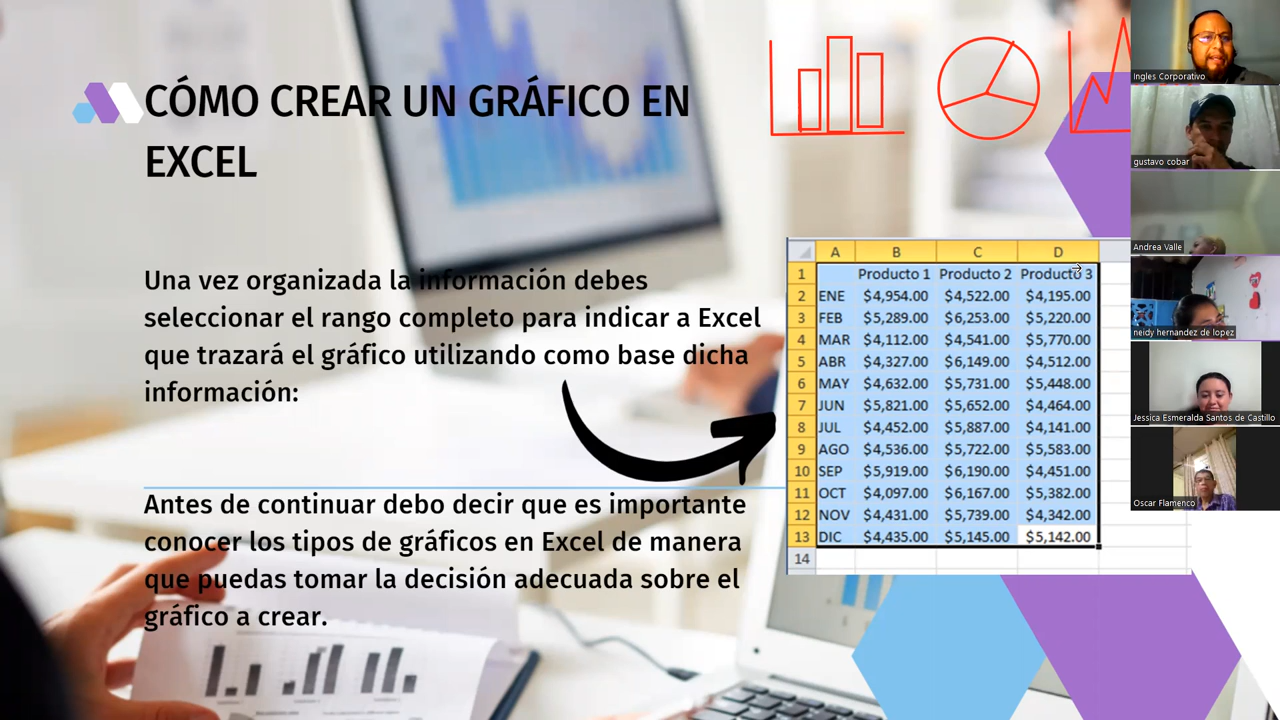 CÓMO CREAR UN GRÁFICO EN
EXCEL
Una vez organizada la información debes
seleccionar el rango completo para indicar a Excel
que trazará el gráfico utilizando como base dicha
información:
Antes de continuar debo decir que es importante
conocer los tipos de gráficos en Excel de manera
que puedas tomar la decisión adecuada sobre el
gráfico a crear.
A B C D
1 Producto 1 Producto 2 Producto 3
2 ENE $4,954.00 $4,522.00 $4,195.00
3 FEB $5,289.00 $6,253.00 $5,220.00
4 MAR $4,112.00 $4,541.00 $5,770.00
5 ABR $4,327.00 $6,149.00 $4,512.00
6 MAY $4,632.00 $5,731.00 $5,448.00
7 JUN $5,821.00 $5,652.00 $4,464.00
8 JUL $4,452.00 $5,887.00 $4,141.00
9 AGO $4,536.00 $5,722.00 $5,583.00
10 SEP $5,919.00 $6,190.00 $4,451.00
11 OCT $4,097.00 $6,167.00 $5,382.00
12 NOV $4,431.00 $5,739.00 $4,342.00
13 DIC $4,435.00 $5,145.00 $5,142.00
14
Ingles Corporativo
gustavo cobar
Andrea Valle
neidy hernandez de lopez
Jessica Esmeralda Santos de Castillo
Oscar Flamenco